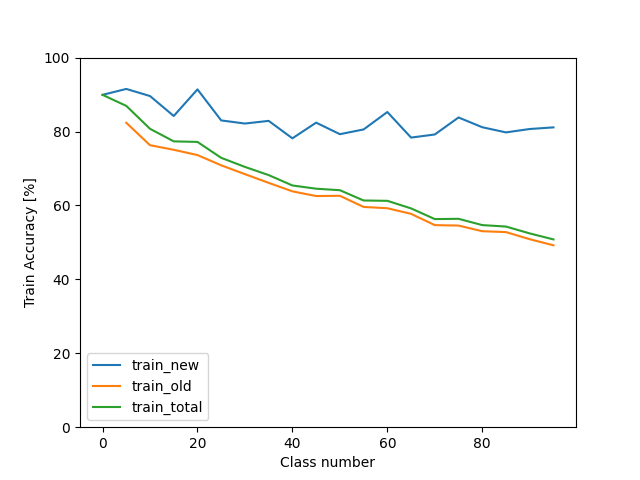 100
80
60
40
20
0
Train Accuracy [%]
train_new
train_old
train_total
0 20 40 60 80
Class number